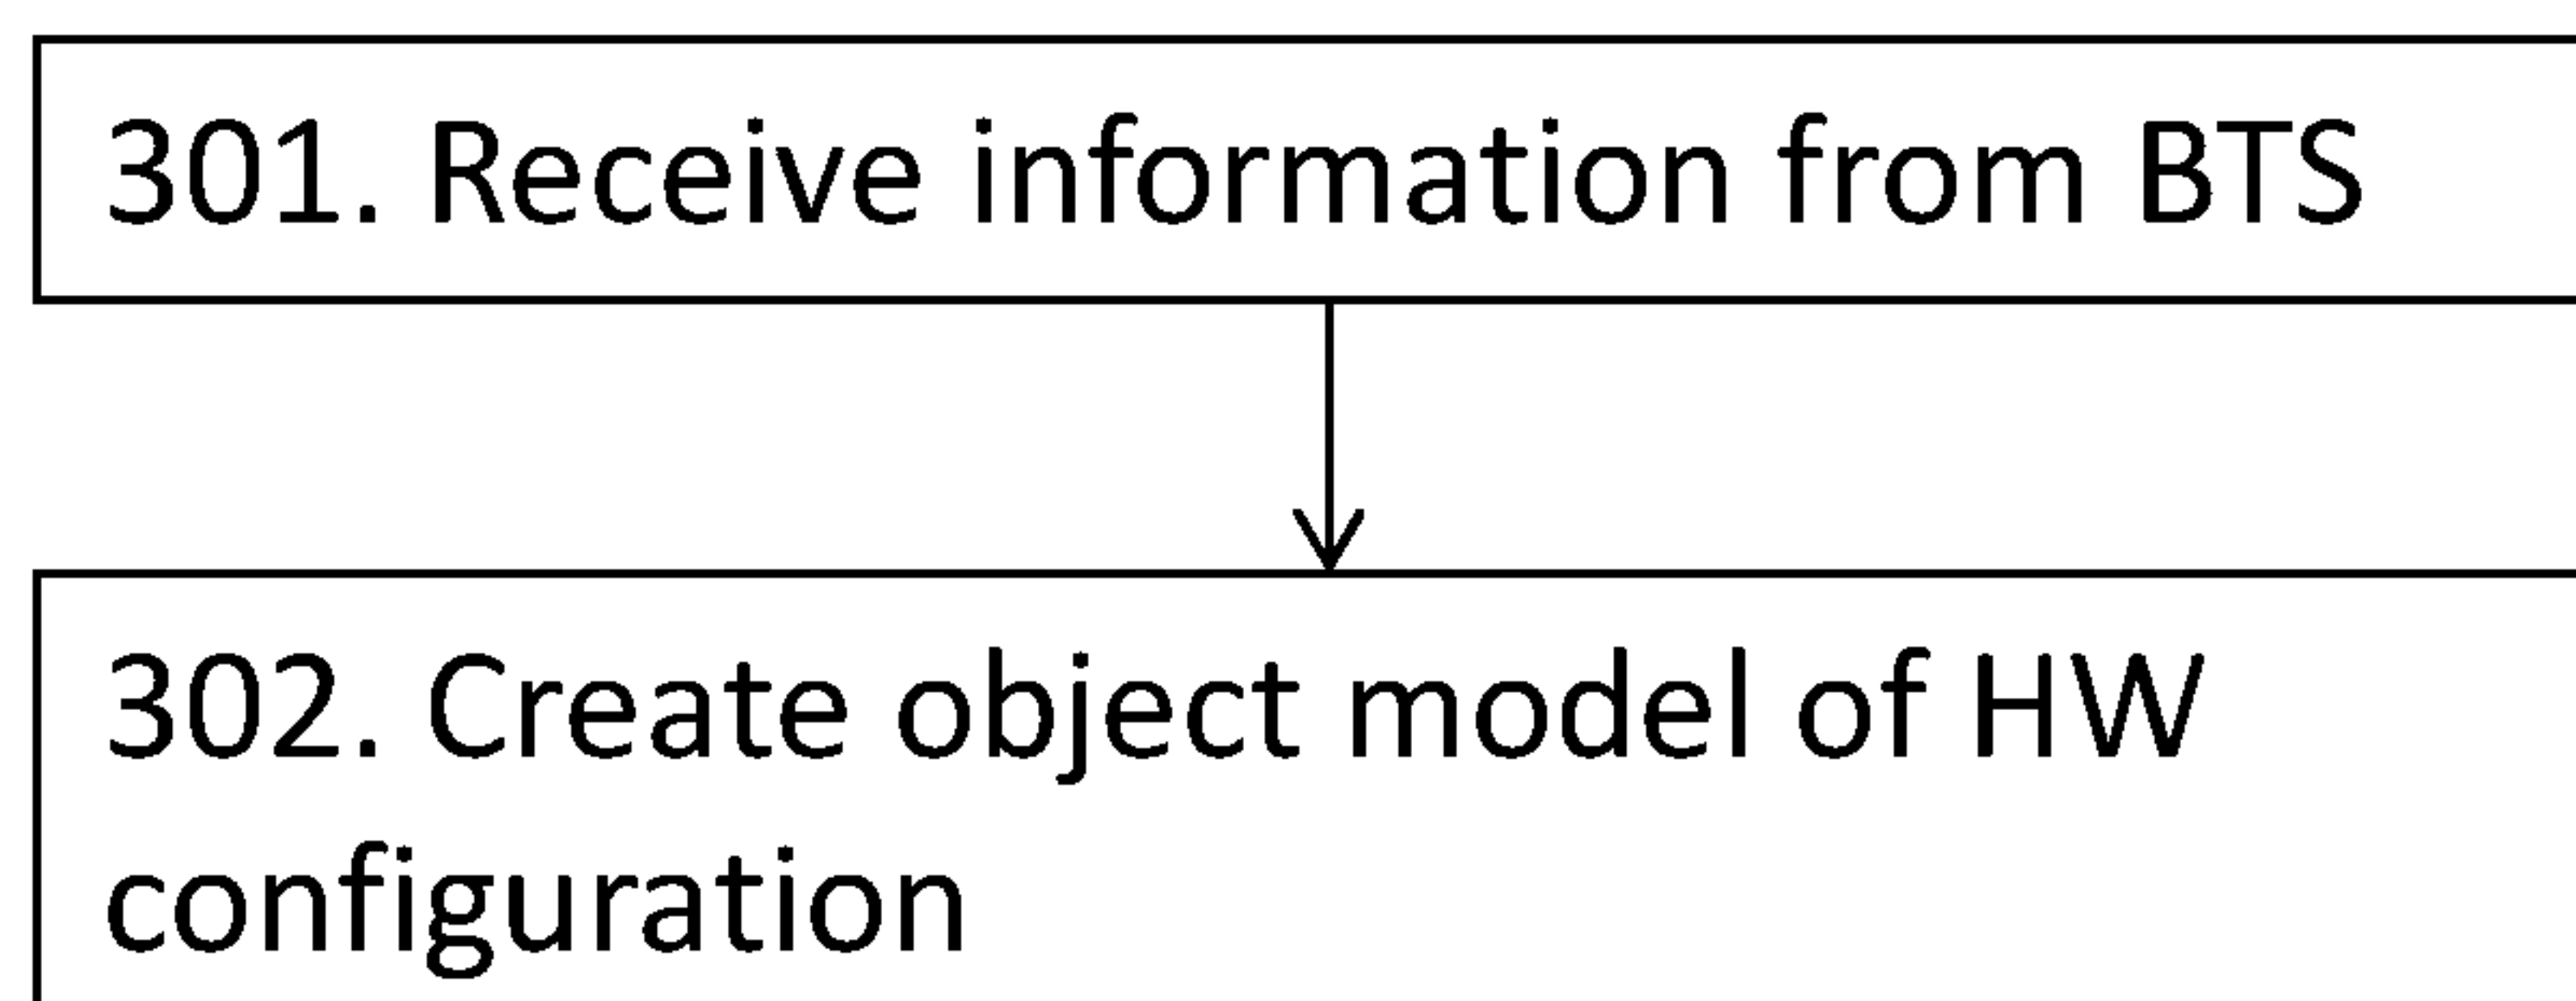 301. Receive information from BTS
302. Create object model of HW
configuration